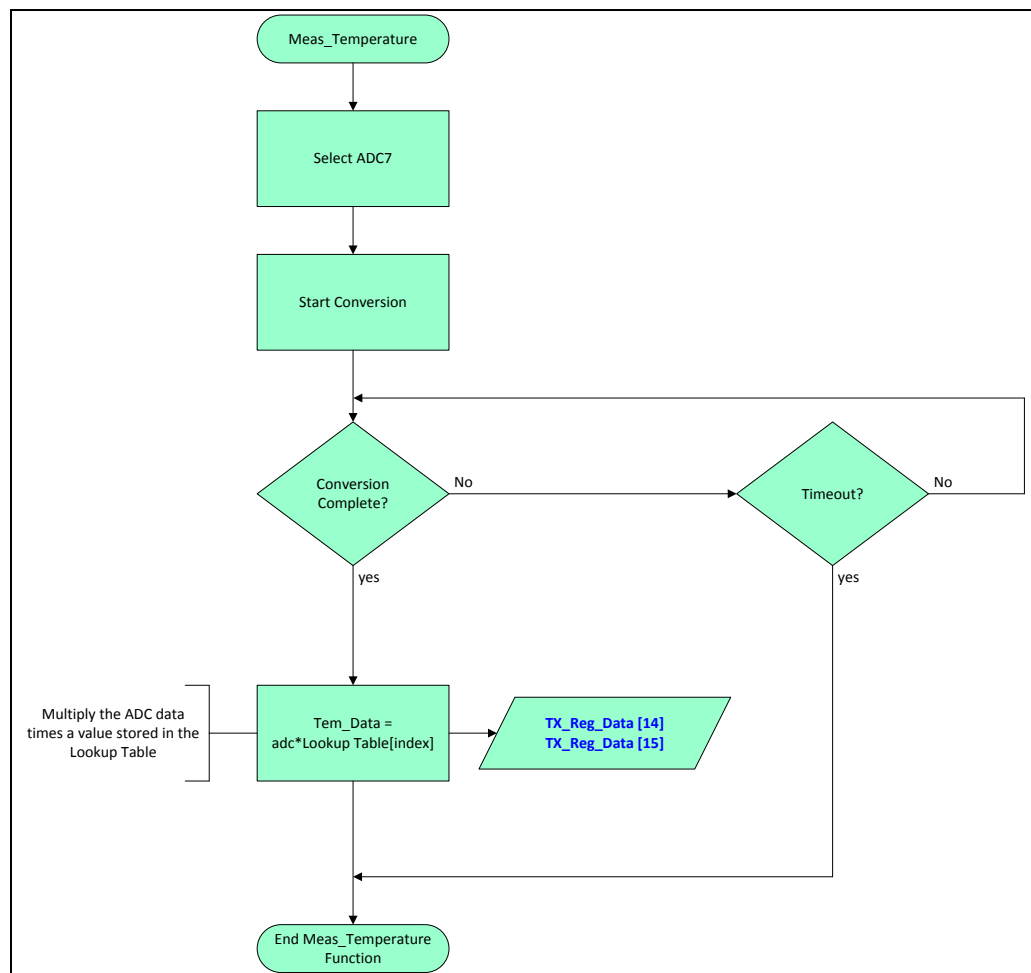 Meas_Temperature
Select ADC7
Start Conversion
Conversion
Complete?
No
Timeout?
No
yes
yes
Multiply the ADC data
times a value stored in the
Lookup Table
Tem_Data =
adc*Lookup Table[index]
TX_Reg_Data [14]
TX_Reg_Data [15]
End Meas_Temperature
Function